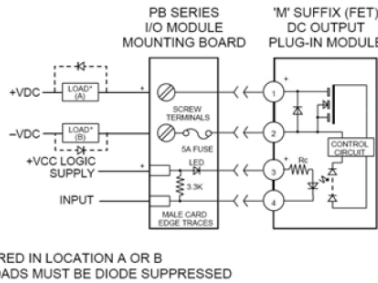 PB SERIES
I/O MODULE
MOUNTING BOARD
'M' SUFFIX (FET)
DC OUTPUT
PLUG-IN MODULE
+VDC
LOAD*
(A)
+
+
1
SCREW
TERMINALS
–VDC
LOAD*
(B)
5A FUSE
2
CONTROL
CIRCUIT
+VCC LOGIC
SUPPLY
+
LED
+
3
Rc
3.3K
INPUT
4
MALE CARD
EDGE TRACES
RED IN LOCATION A OR B
ADS MUST BE DIODE SUPPRESSED